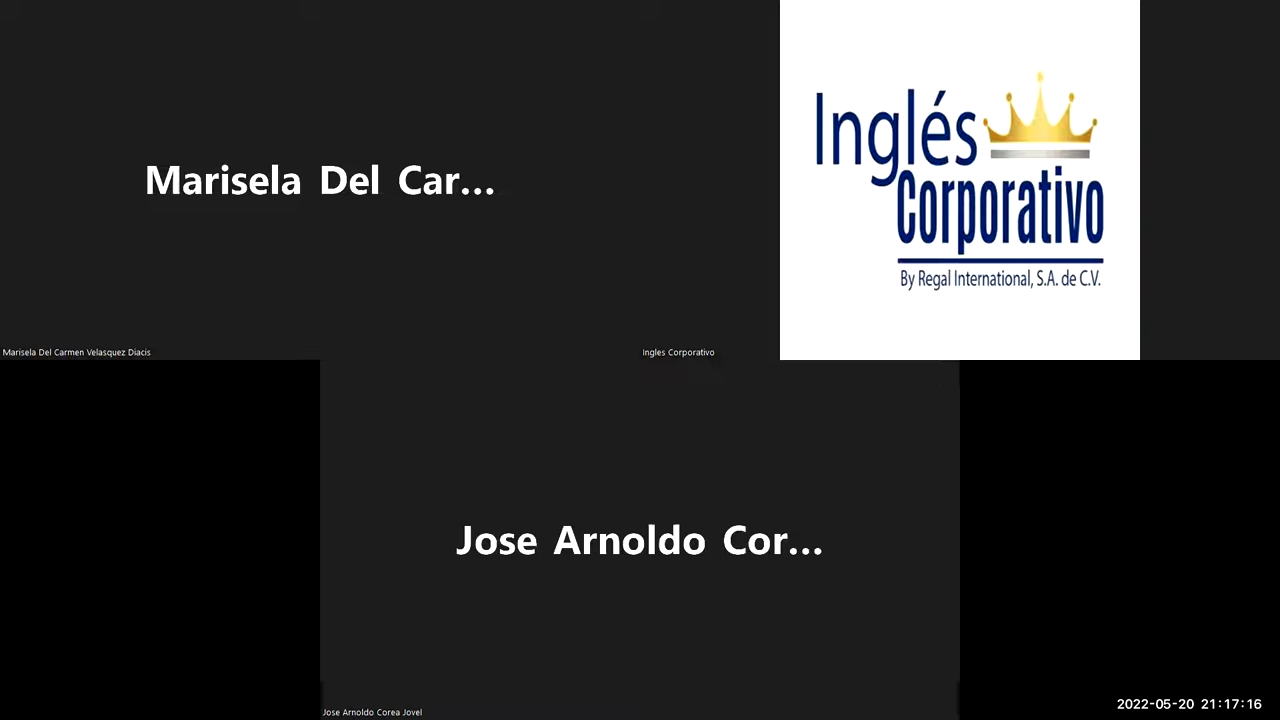 Marisela Del Car...
Inglés
Corporativo
By Regal International, S.A. de C.V.
Marisela Del Carmen Velasquez Diacis
Ingles Corporativo
Jose Arnoldo Cor...
Jose Arnoldo Corea Jovel
2022-05-20 21:17:16